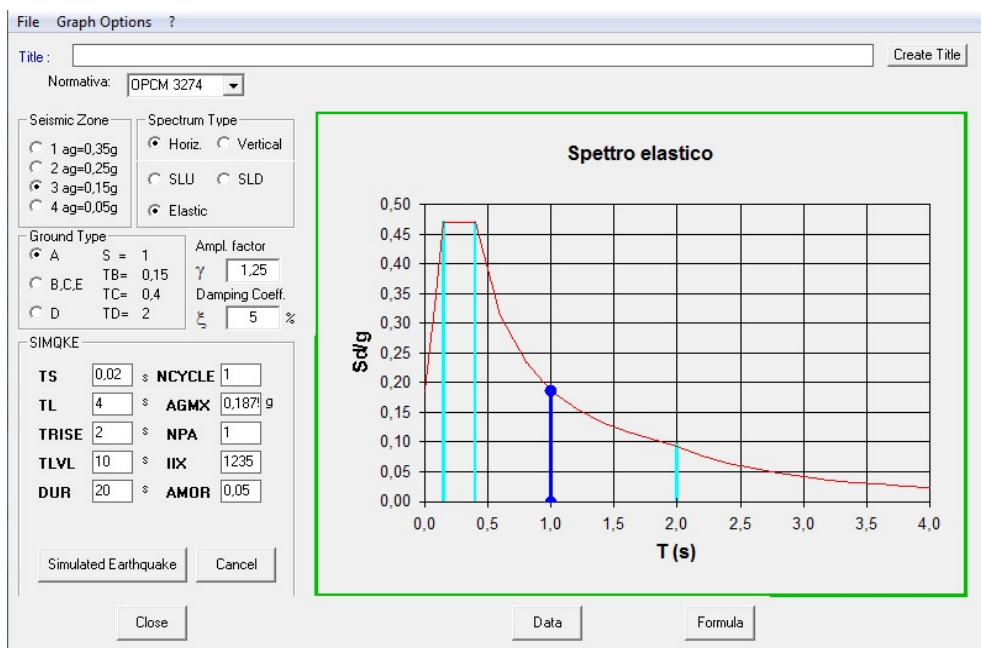 File Graph Options ?
Title : Create Title
Normativa: OPCM 3274
Seismic Zone
1 ag=0,35g
2 ag=0,25g
3 ag=0,15g
4 ag=0,05g
Spectrum Type
Horiz. Vertical
SLU SLD
Elastic
Ground Type
A S = 1
TB= 0,15
B,C,E
TC= 0,4
D TD= 2
Ampl. factor
γ 1,25
Damping Coeff.
ξ 5 %
SIMQKE
TS 0,02 s NCYCLE 1
TL 4 s AGMX 0,187! g
TRISE 2 s NPA 1
TLVL 10 s IIX 1235
DUR 20 s AMOR 0,05
Simulated Earthquake Cancel
Close
Spettro elastico
Sd/g
0,50
0,45
0,40
0,35
0,30
0,25
0,20
0,15
0,10
0,05
0,00
0,0 0,5 1,0 1,5 2,0 2,5 3,0 3,5 4,0
T (s)
Data Formula